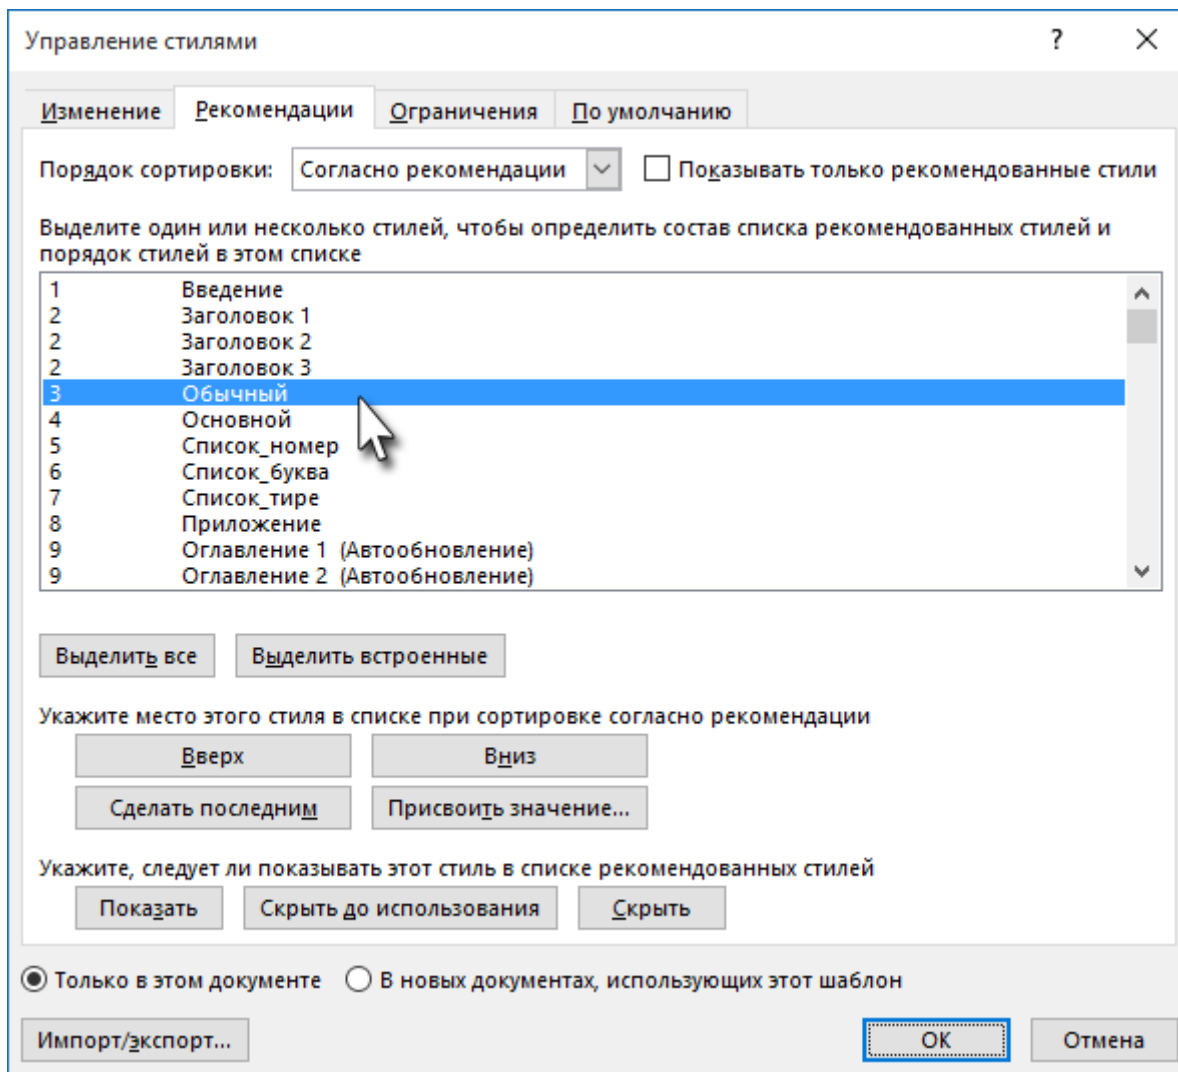 Управление стилями ?
Изменение Рекомендации Ограничения По умолчанию
Порядок сортировки: Согласно рекомендации Показывать только рекомендованные стили
Выделите один или несколько стилей, чтобы определить состав списка рекомендованных стилей и
порядок стилей в этом списке
1 Введение
2 Заголовок 1
2 Заголовок 2
2 Заголовок 3
3 Обычный
4 Основной
5 Список_номер
6 Список_буква
7 Список_тире
8 Приложение
9 Оглавление 1 (Автообновление)
9 Оглавление 2 (Автообновление)
Выделить все Выделить встроенные
Укажите место этого стиля в списке при сортировке согласно рекомендации
Вверх Вниз
Сделать последним Присвоить значение...
Укажите, следует ли показывать этот стиль в списке рекомендованных стилей
Показать Скрыть до использования Скрыть
Только в этом документе В новых документах, использующих этот шаблон
Импорт/экспорт... ОК Отмена